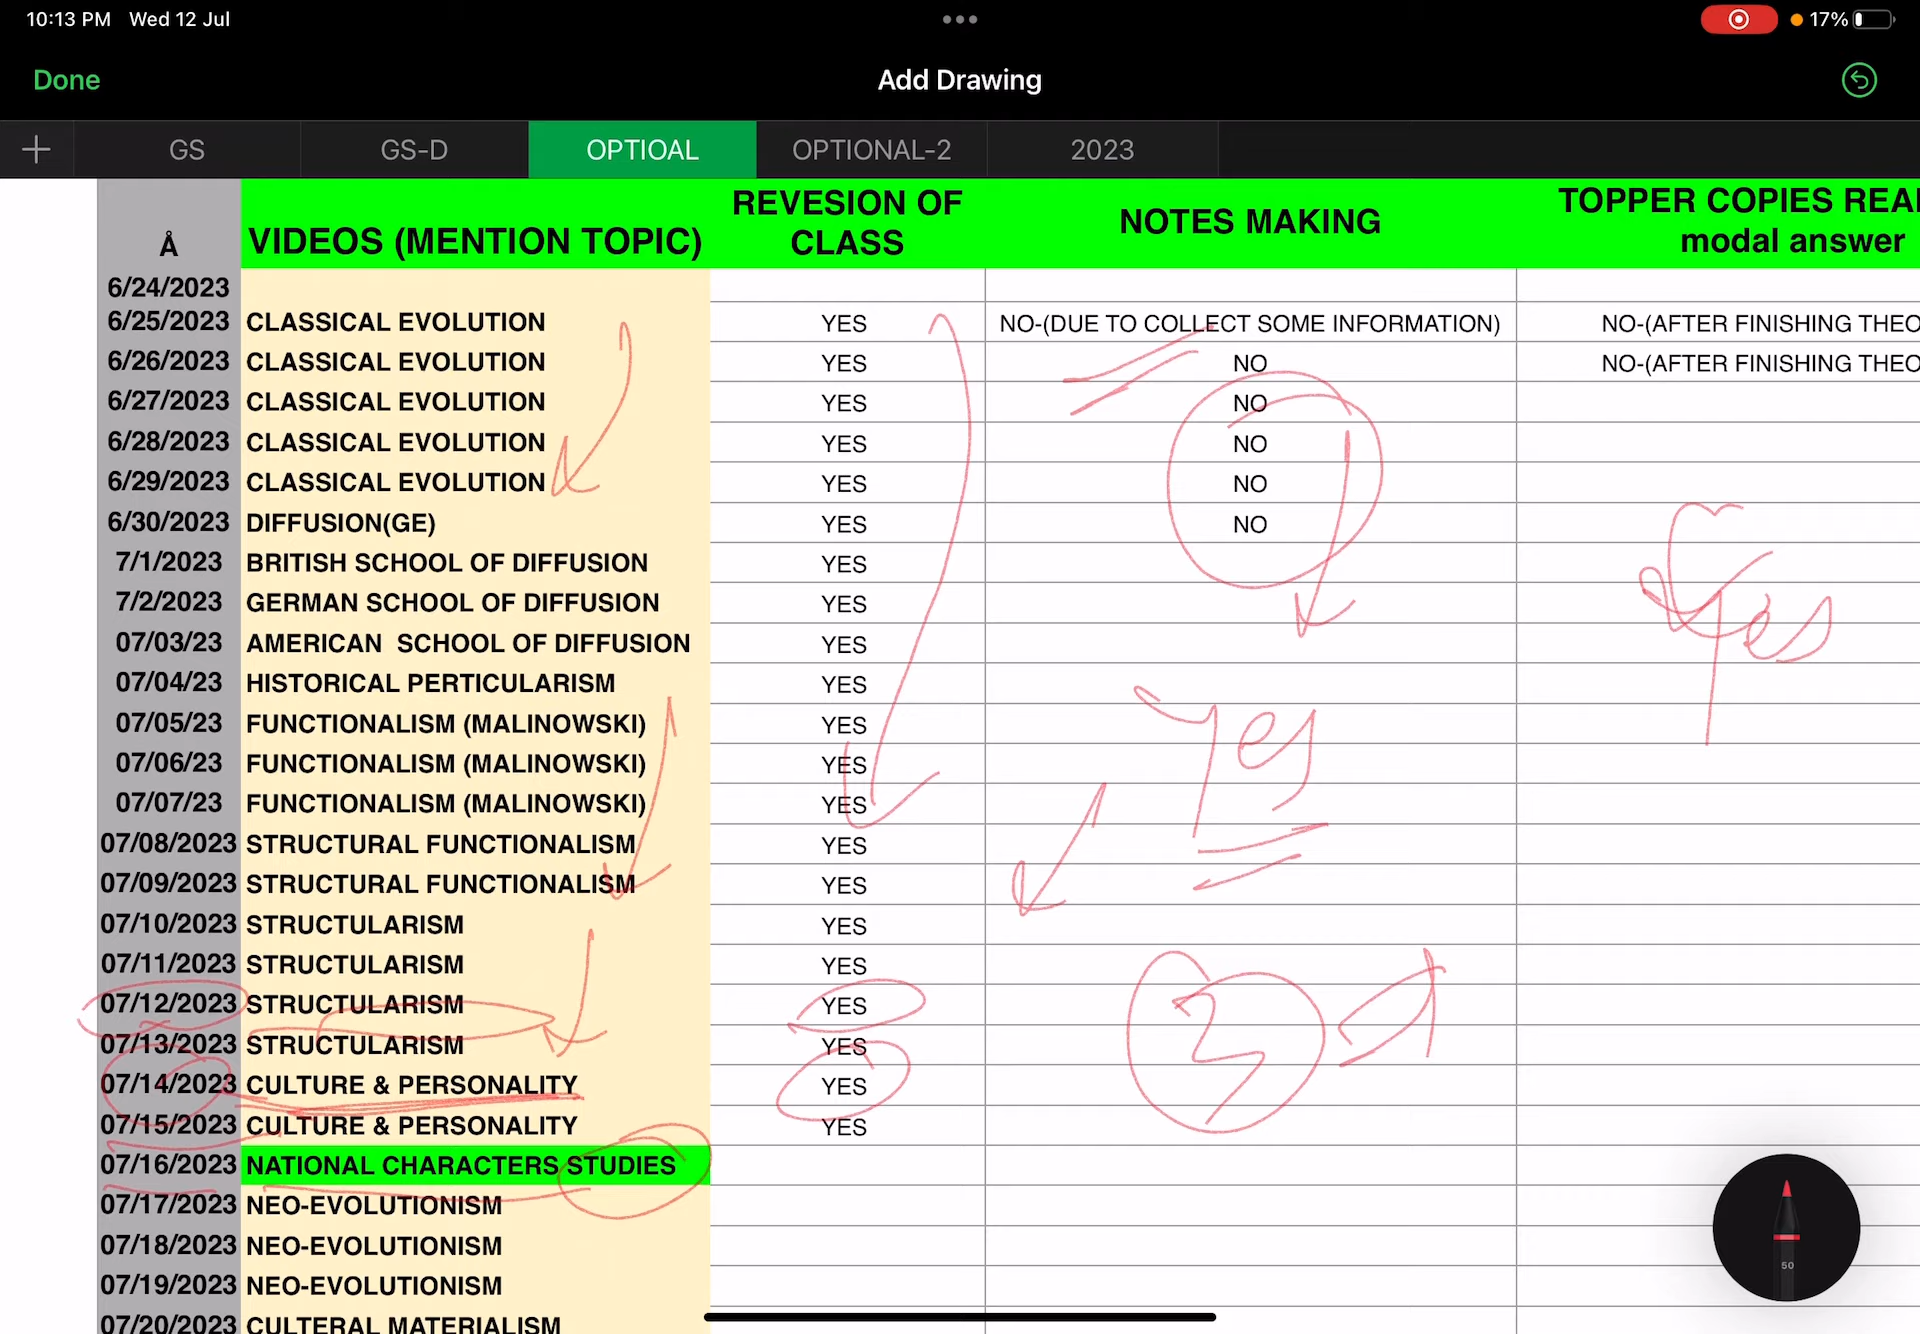 10:13 PM Wed 12 Jul 17%
Done Add Drawing
GS GS-D OPTIOAL OPTIONAL-2 2023
Å VIDEOS (MENTION TOPIC) REVESION OF CLASS NOTES MAKING TOPPER COPIES modal answer
6/24/2023
6/25/2023 CLASSICAL EVOLUTION YES NO-(DUE TO COLLECT SOME INFORMATION) NO-(AFTER FINISHING
6/26/2023 CLASSICAL EVOLUTION YES NO NO-(AFTER FINISHING
6/27/2023 CLASSICAL EVOLUTION YES NO
6/28/2023 CLASSICAL EVOLUTION YES NO
6/29/2023 CLASSICAL EVOLUTION YES NO
6/30/2023 DIFFUSION(GE) YES NO
7/1/2023 BRITISH SCHOOL OF DIFFUSION YES
7/2/2023 GERMAN SCHOOL OF DIFFUSION YES
Yes
07/03/23 AMERICAN SCHOOL OF DIFFUSION YES
07/04/23 HISTORICAL PERTICULARISM YES
07/05/23 FUNCTIONALISM (MALINOWSKI) YES
Yes
07/06/23 FUNCTIONALISM (MALINOWSKI) YES
07/07/23 FUNCTIONALISM (MALINOWSKI) YES
07/08/2023 STRUCTURAL FUNCTIONALISM YES
07/09/2023 STRUCTURAL FUNCTIONALISM YES
07/10/2023 STRUCTULARISM YES
07/11/2023 STRUCTULARISM YES
07/12/2023 STRUCTULARISM YES
07/13/2023 STRUCTULARISM YES
07/14/2023 CULTURE & PERSONALITY YES
07/15/2023 CULTURE & PERSONALITY YES
07/16/2023 NATIONAL CHARACTERS STUDIES
07/17/2023 NEO-EVOLUTIONISM
07/18/2023 NEO-EVOLUTIONISM
50
07/19/2023 NEO-EVOLUTIONISM
07/20/2023 CULTERAL MATERIALISM